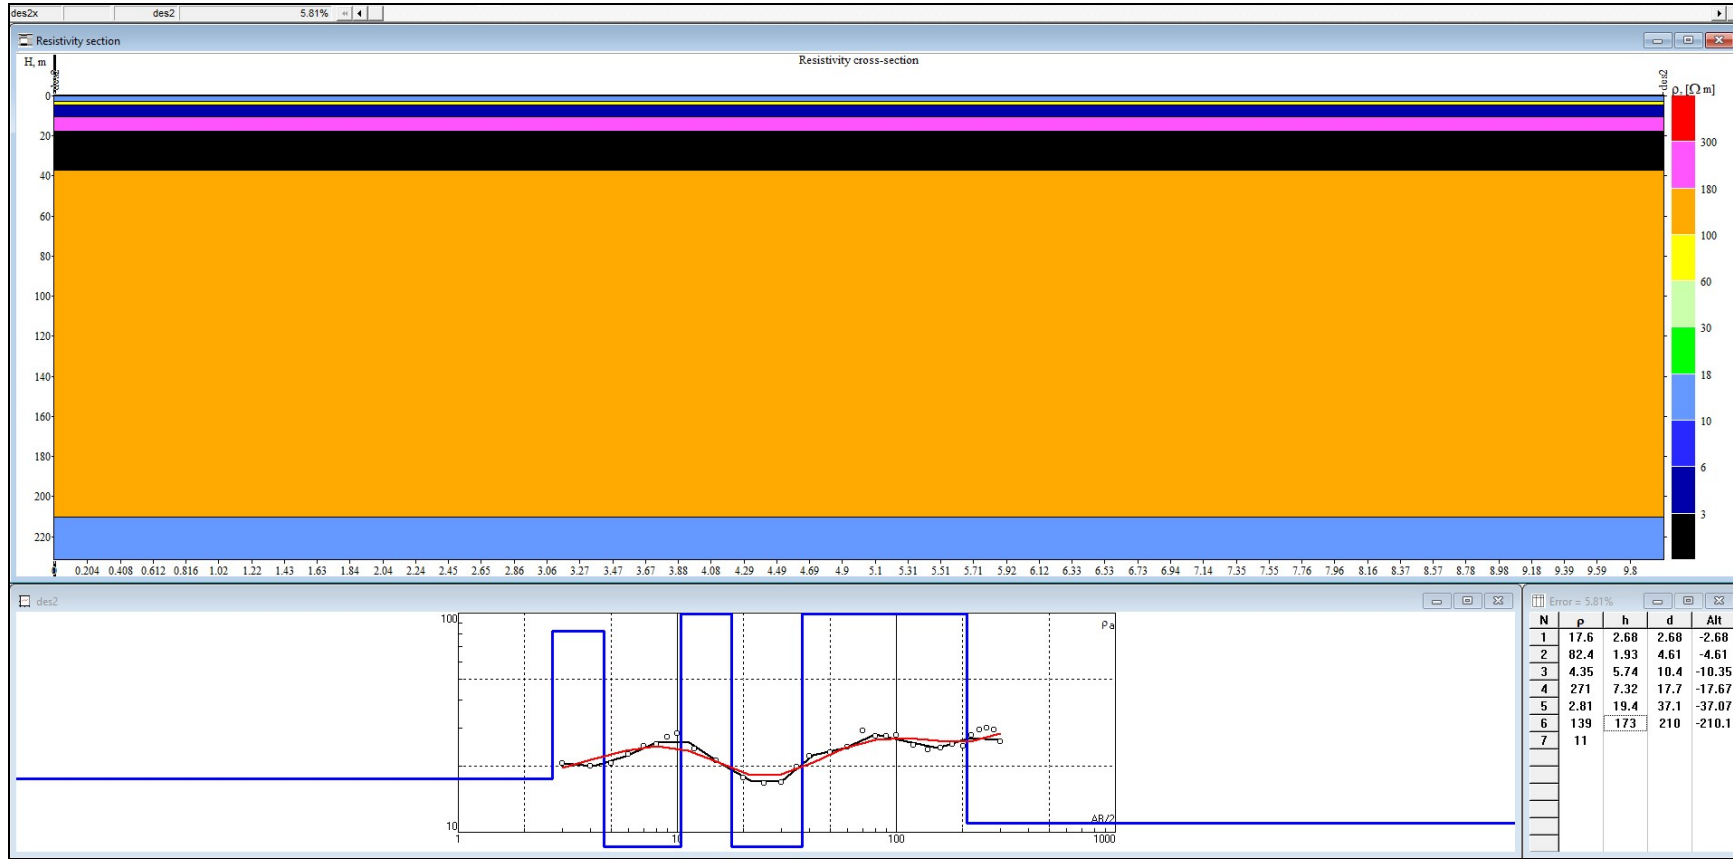 des2x des2 5.81%
Resistivity section
H, m Resistivity cross-section
des2 des2
ρ, [Ω m]
0
20
40
60
80
100
120
140
160
180
200
220
300
180
100
60
30
18
10
6
3
0 0.204 0.408 0.612 0.816 1.02 1.22 1.43 1.63 1.84 2.04 2.24 2.45 2.65 2.86 3.06 3.27 3.47 3.67 3.88 4.08 4.29 4.49 4.69 4.9 5.1 5.31 5.51 5.71 5.92 6.12 6.33 6.53 6.73 6.94 7.14 7.35 7.55 7.76 7.96 8.16 8.37 8.57 8.78 8.98 9.18 9.39 9.59 9.8
des2
100 ρa
10 AB/2
1 10 100 1000
Error = 5.81%
N ρ h d Alt
1 17.6 2.68 2.68 -2.68
2 82.4 1.93 4.61 -4.61
3 4.35 5.74 10.4 -10.35
4 271 7.32 17.7 -17.67
5 2.81 19.4 37.1 -37.07
6 139 173 210 -210.1
7 11